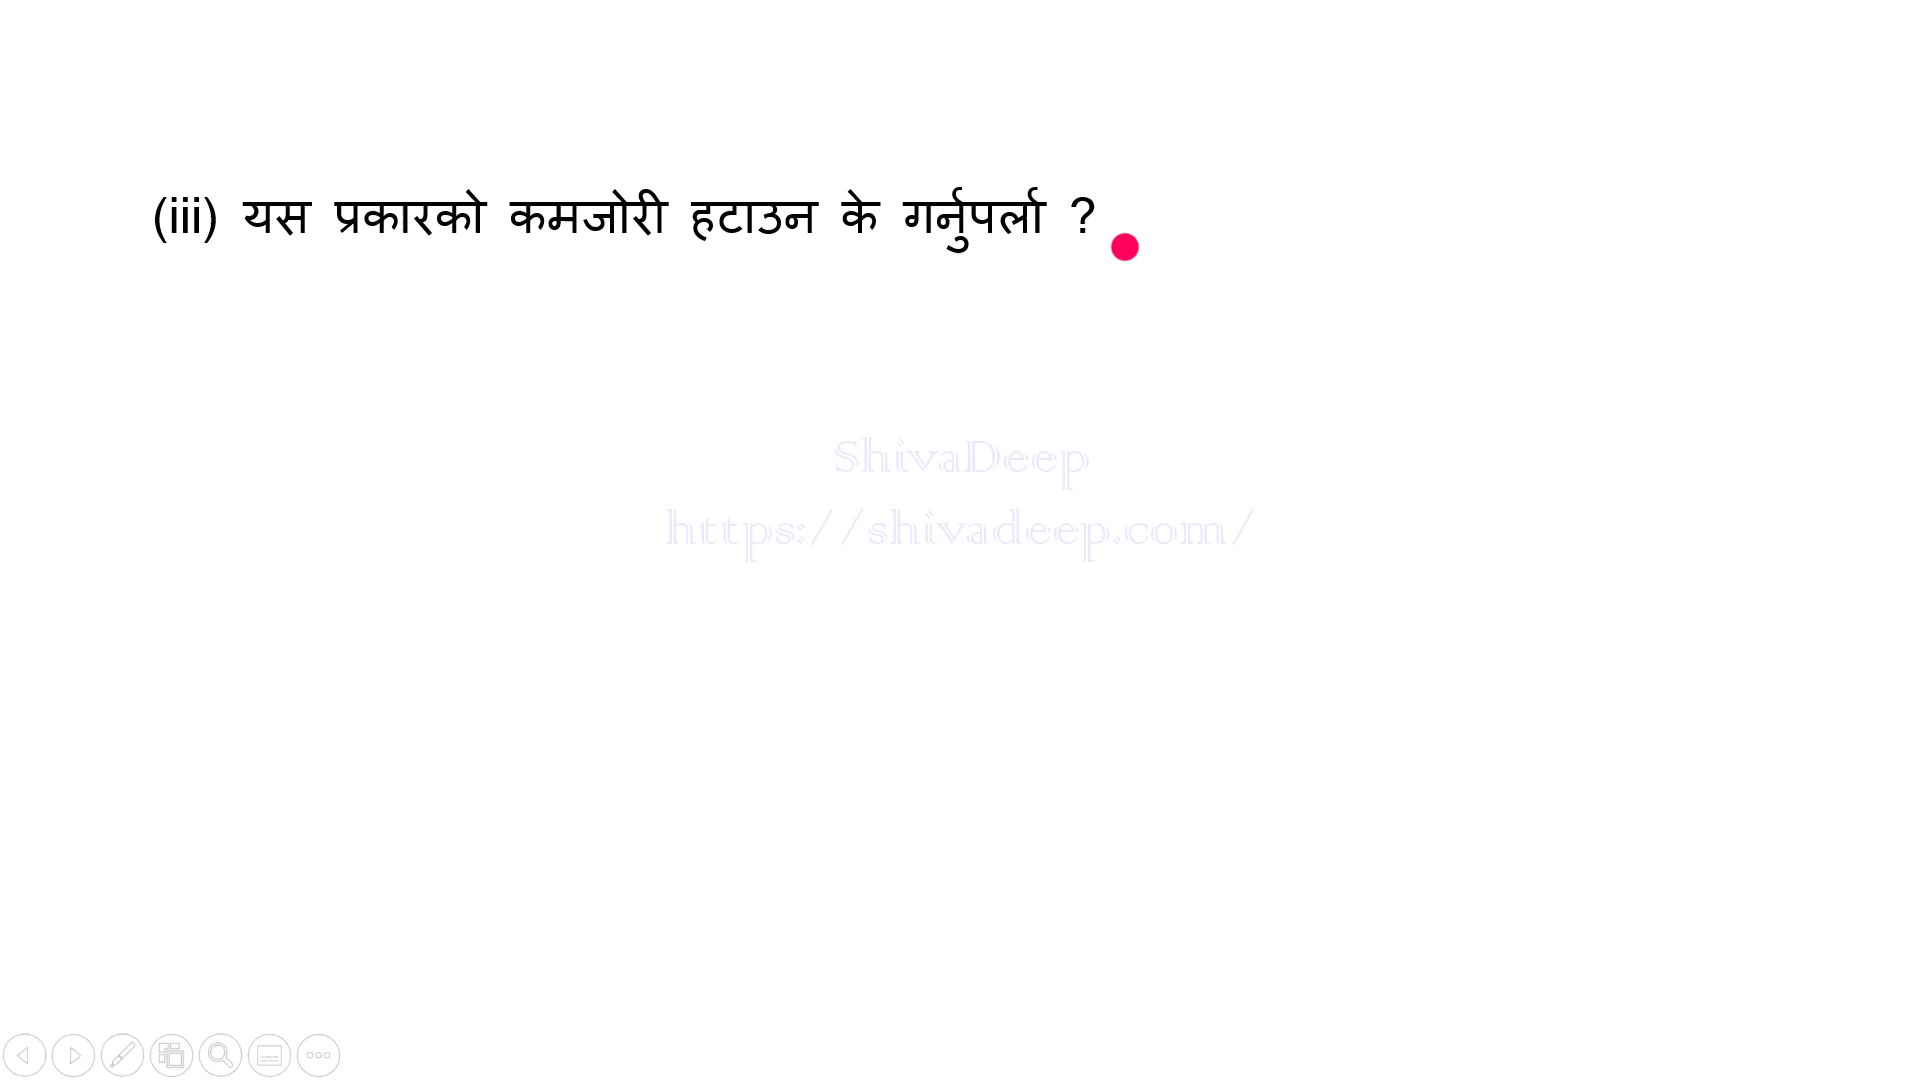 (iii) यस प्रकारको कमजोरी हटाउन के गर्नुपर्ला ?
ShivaDeep
https://shivadeep.com/